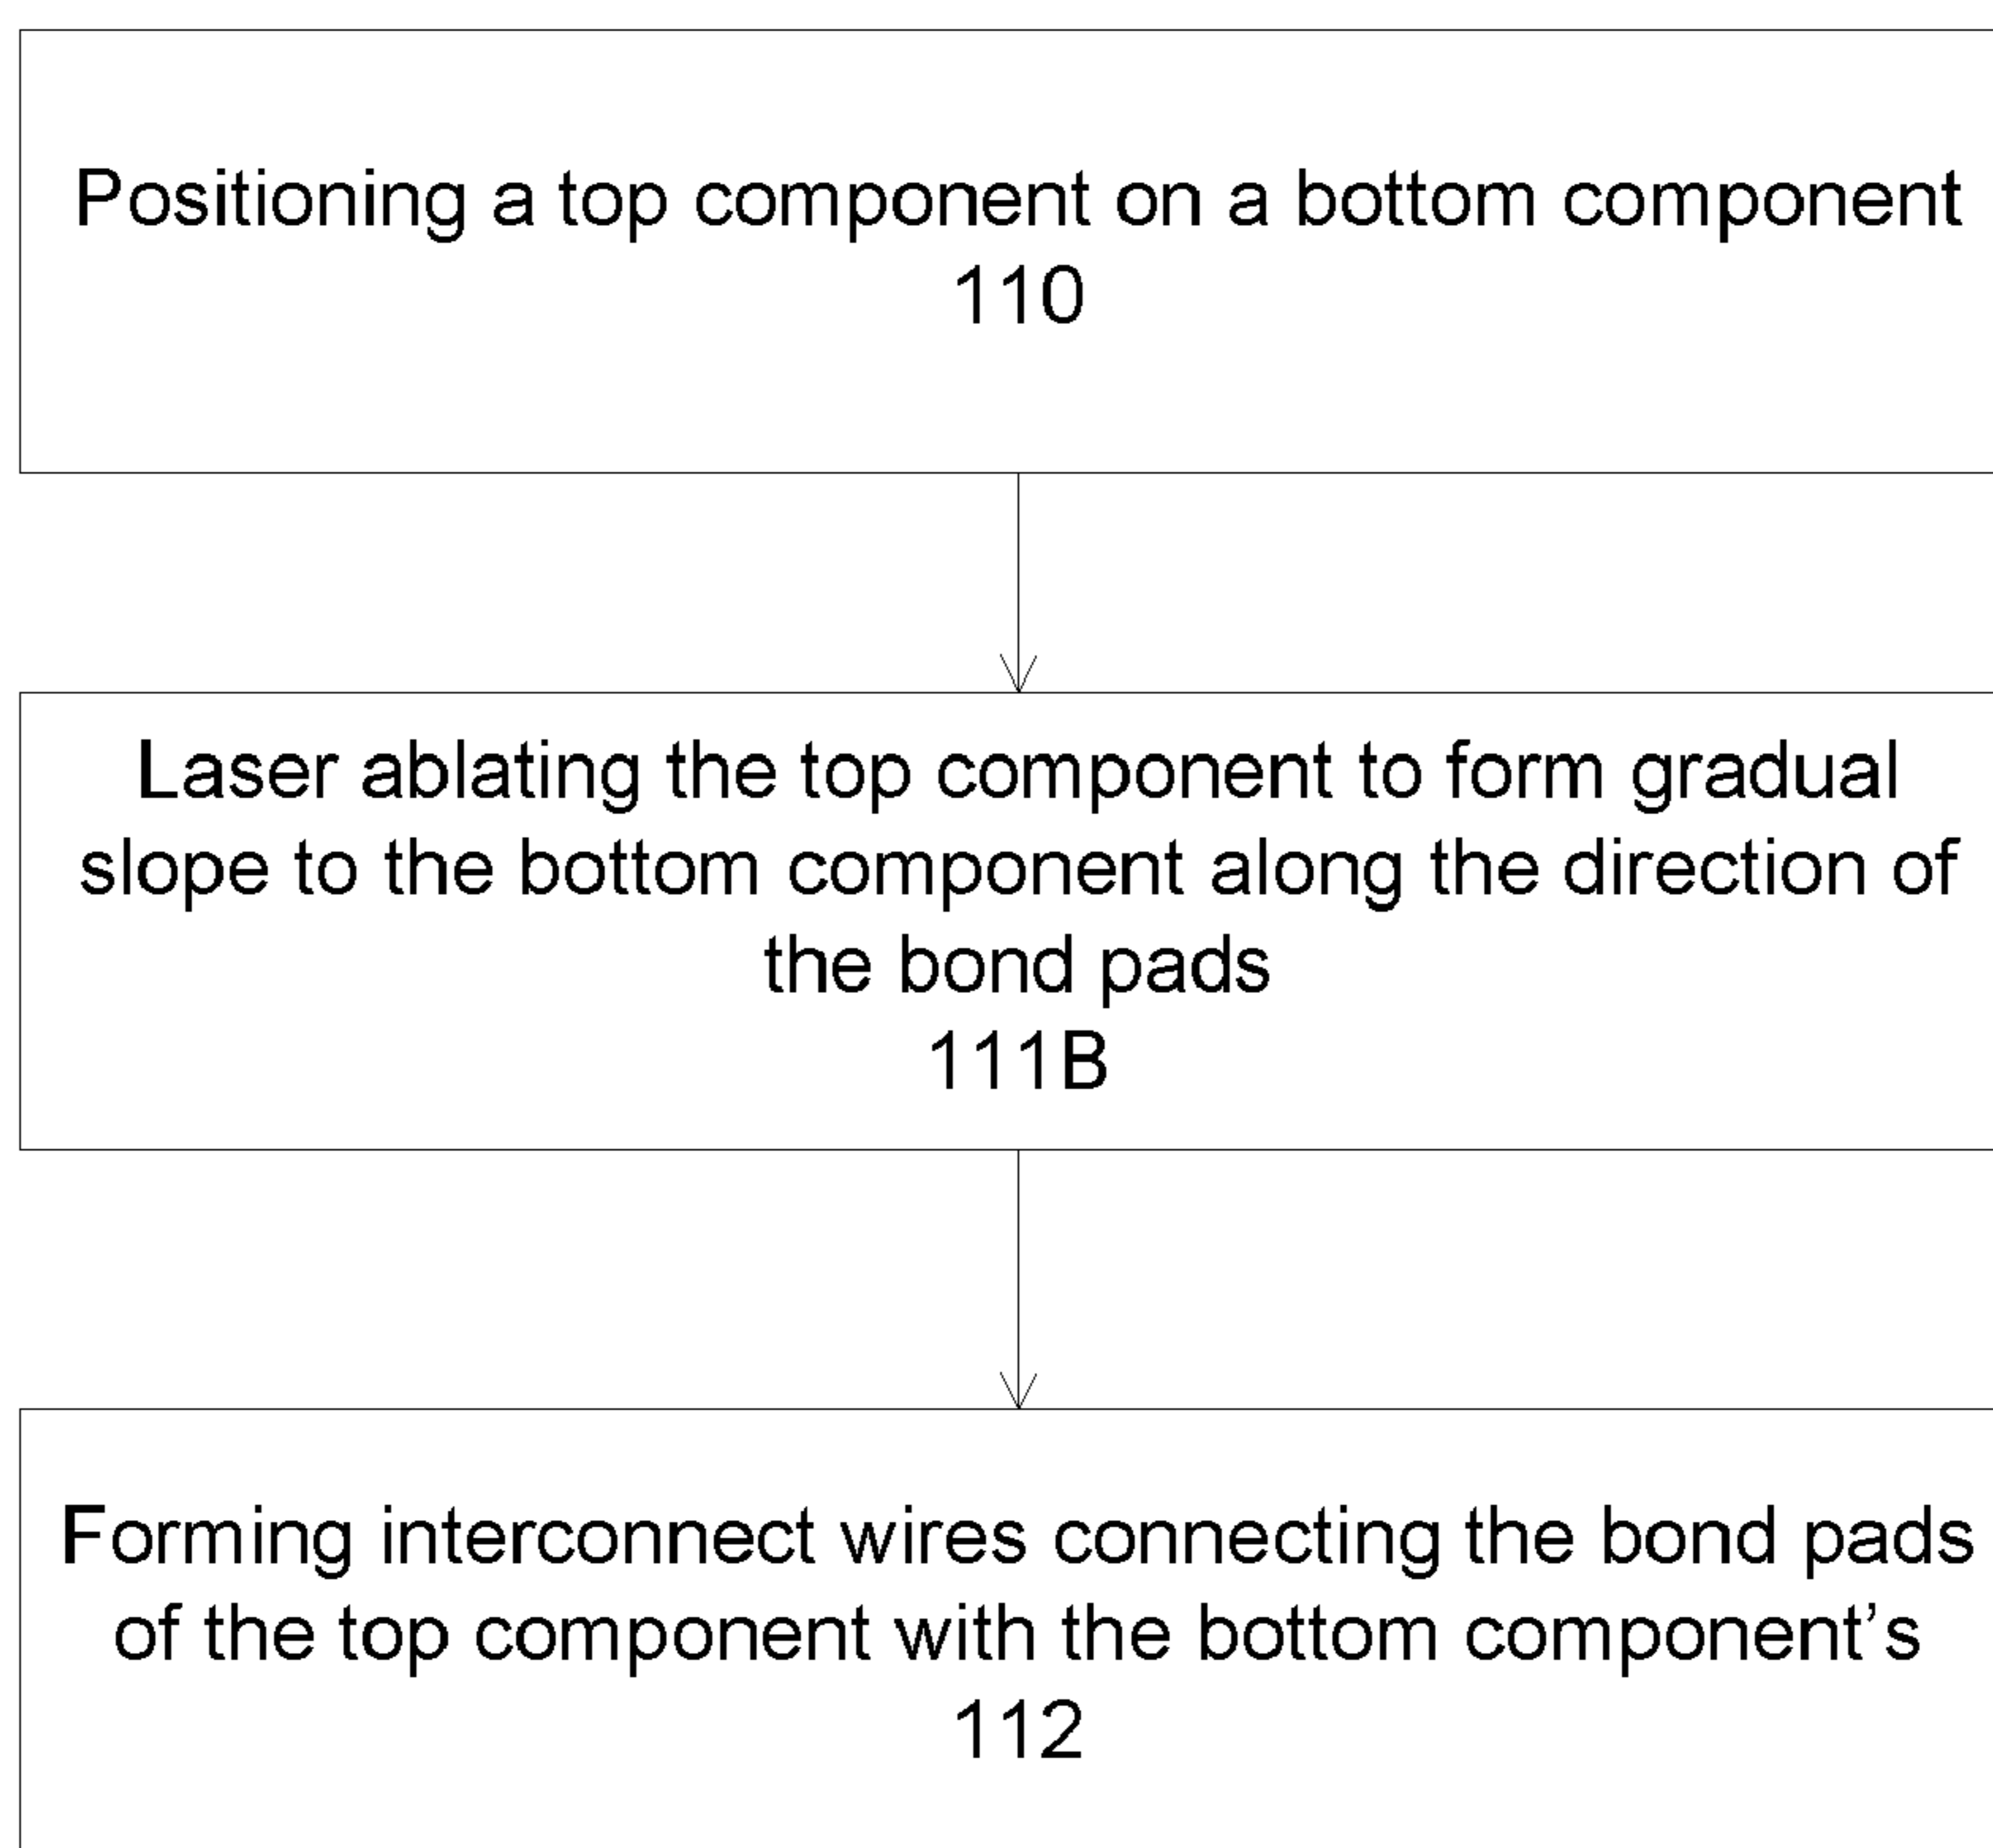 Positioning a top component on a bottom component
110
Laser ablating the top component to form gradual
slope to the bottom component along the direction of
the bond pads
111B
Forming interconnect wires connecting the bond pads
of the top component with the bottom component’s
112